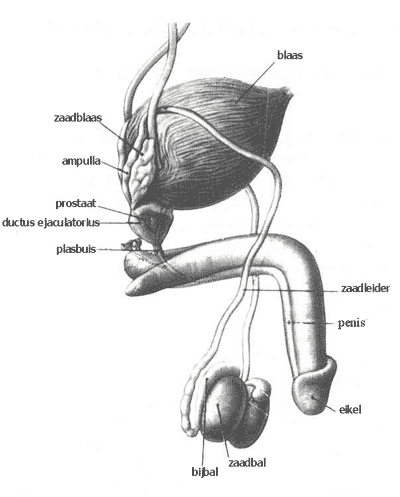 blaas
zaadblaas
ampulla
prostaat
ductus ejaculatorius
plasbuis
zaadleider
penis
eikel
zaadbal
bijbal